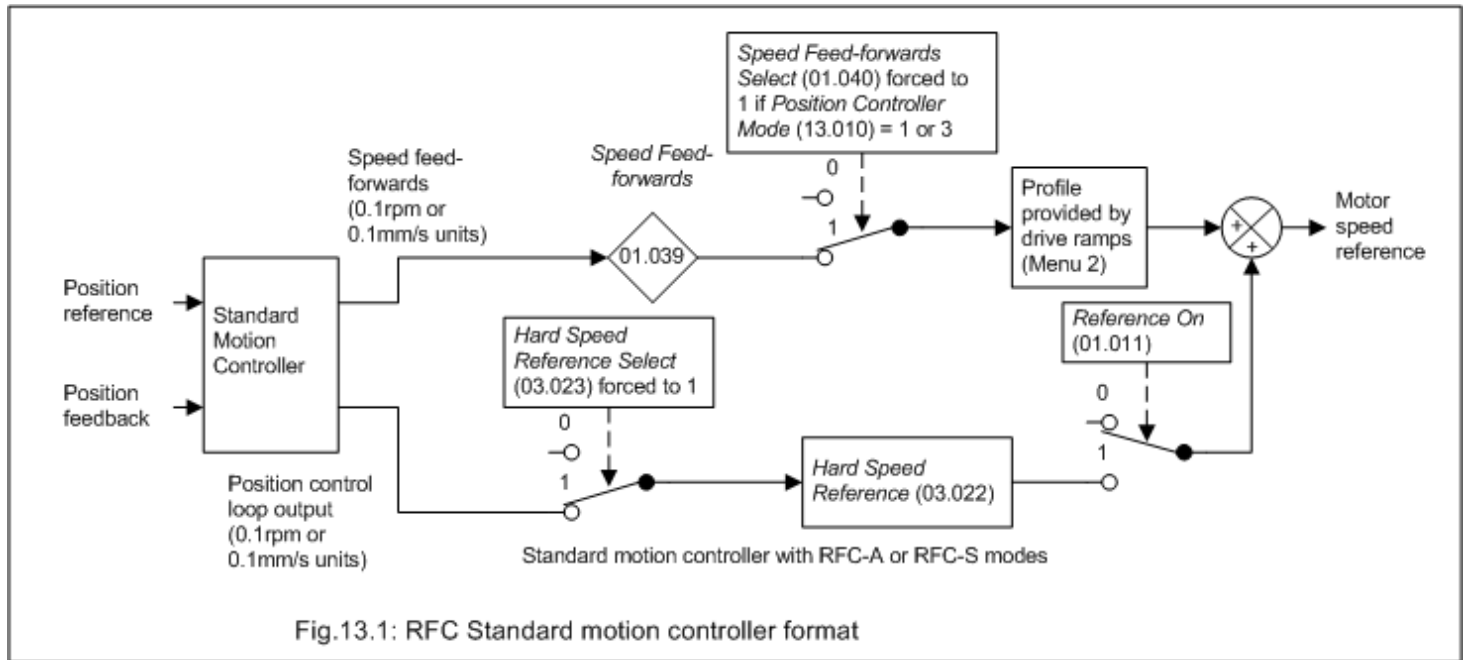 Speed Feed-forwards
Select (01.040) forced to
1 if Position Controller
Mode (13.010) = 1 or 3
Speed feed-
forwards
(0.1rpm or
0.1mm/s units)
Speed Feed-
forwards
01.039
0
1
Profile
provided by
drive ramps
(Menu 2)
+
+
Motor
speed
reference
Position
reference
Position
feedback
Standard
Motion
Controller
Hard Speed
Reference Select
(03.023) forced to 1
0
1
Reference On
(01.011)
0
1
Hard Speed
Reference (03.022)
Position control
loop output
(0.1rpm or
0.1mm/s units)
Standard motion controller with RFC-A or RFC-S modes
Fig.13.1: RFC Standard motion controller format